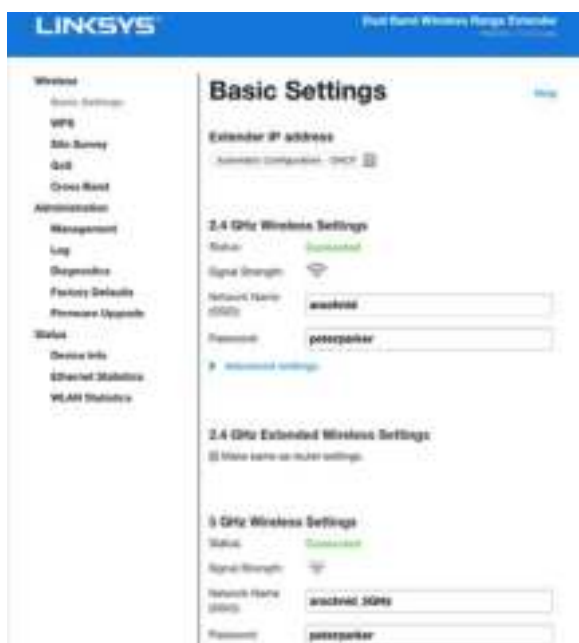 LINKSYS
Dual Band Wireless Range Extender
Wireless
Basic Settings
WPS
Site Survey
QoS
Cross Band
Administration
Management
Log
Diagnostics
Factory Defaults
Firmware Upgrade
Status
Device Info
Ethernet Statistics
WLAN Statistics
Basic Settings
Help
Extender IP address
Automatic Configuration - DHCP
2.4 GHz Wireless Settings
Status: Connected
Signal Strength:
Network Name (SSID): arachnid
Password: peterparker
Advanced settings
2.4 GHz Extended Wireless Settings
Make same as router settings.
5 GHz Wireless Settings
Status: Connected
Signal Strength:
Network Name (SSID): arachnid_5GHz
Password: peterparker